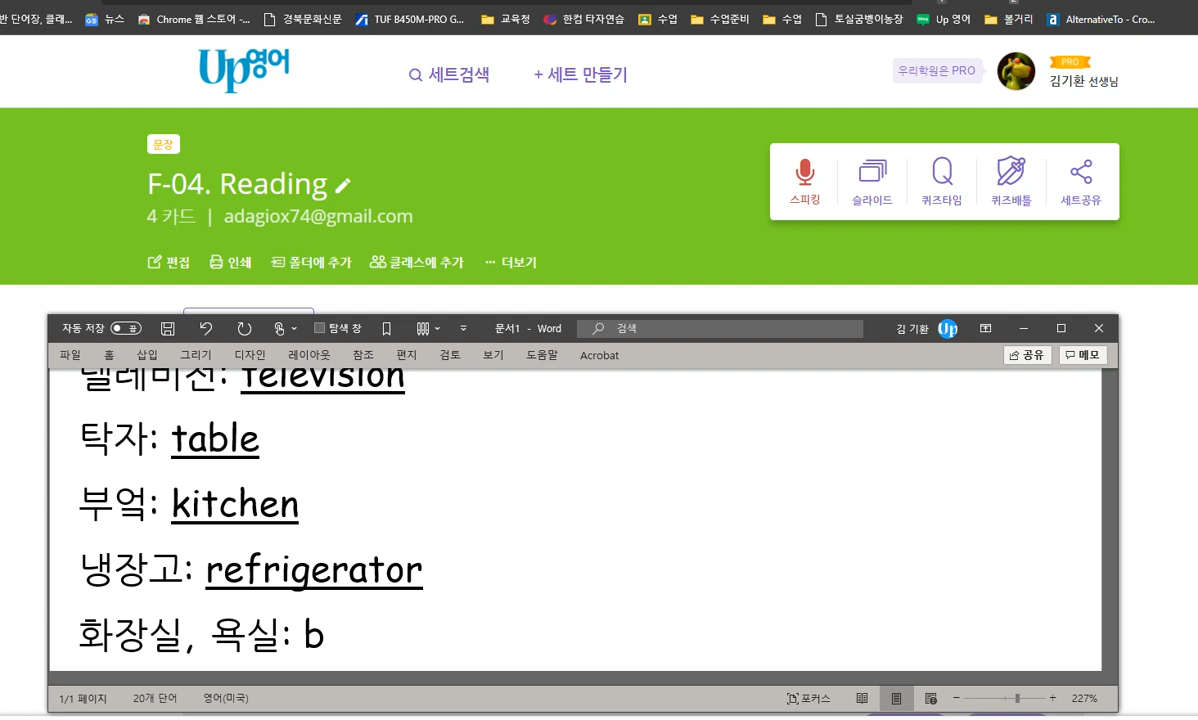 반 단어장, 클래... 뉴스 Chrome 웹 스토어 -... 경북문화신문 TUF B450M-PRO G... 교육청 한컴 타자연습 수업 수업준비 수업 토실굼벵이농장 Up 영어 볼거리 AlternativeTo - Cro...
Up영어 세트검색 + 세트 만들기 우리학원은 PRO PRO
김기환 선생님
문장
F-04. Reading
4 카드 | adagiox74@gmail.com
스피킹 슬라이드 퀴즈타임 퀴즈배틀 세트공유
편집 인쇄 폴더에 추가 클래스에 추가 ··· 더보기
자동 저장 끔 탐색 창 문서1 - Word 검색 김 기환 Up
파일 홈 삽입 그리기 디자인 레이아웃 참조 편지 검토 보기 도움말 Acrobat 공유 메모
텔레비전: television
탁자: table
부엌: kitchen
냉장고: refrigerator
화장실, 욕실: b
1/1 페이지 20개 단어 영어(미국) 포커스 − + 227%